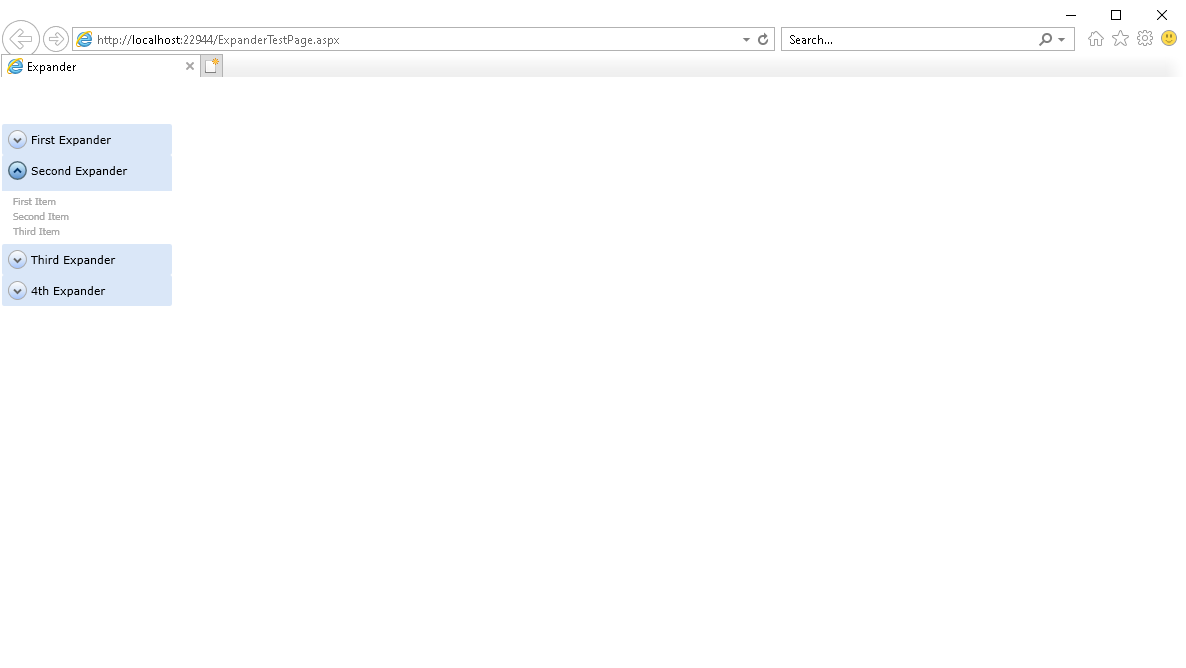 http://localhost:22944/ExpanderTestPage.aspx
Search...
Expander
First Expander
Second Expander
First Item
Second Item
Third Item
Third Expander
4th Expander